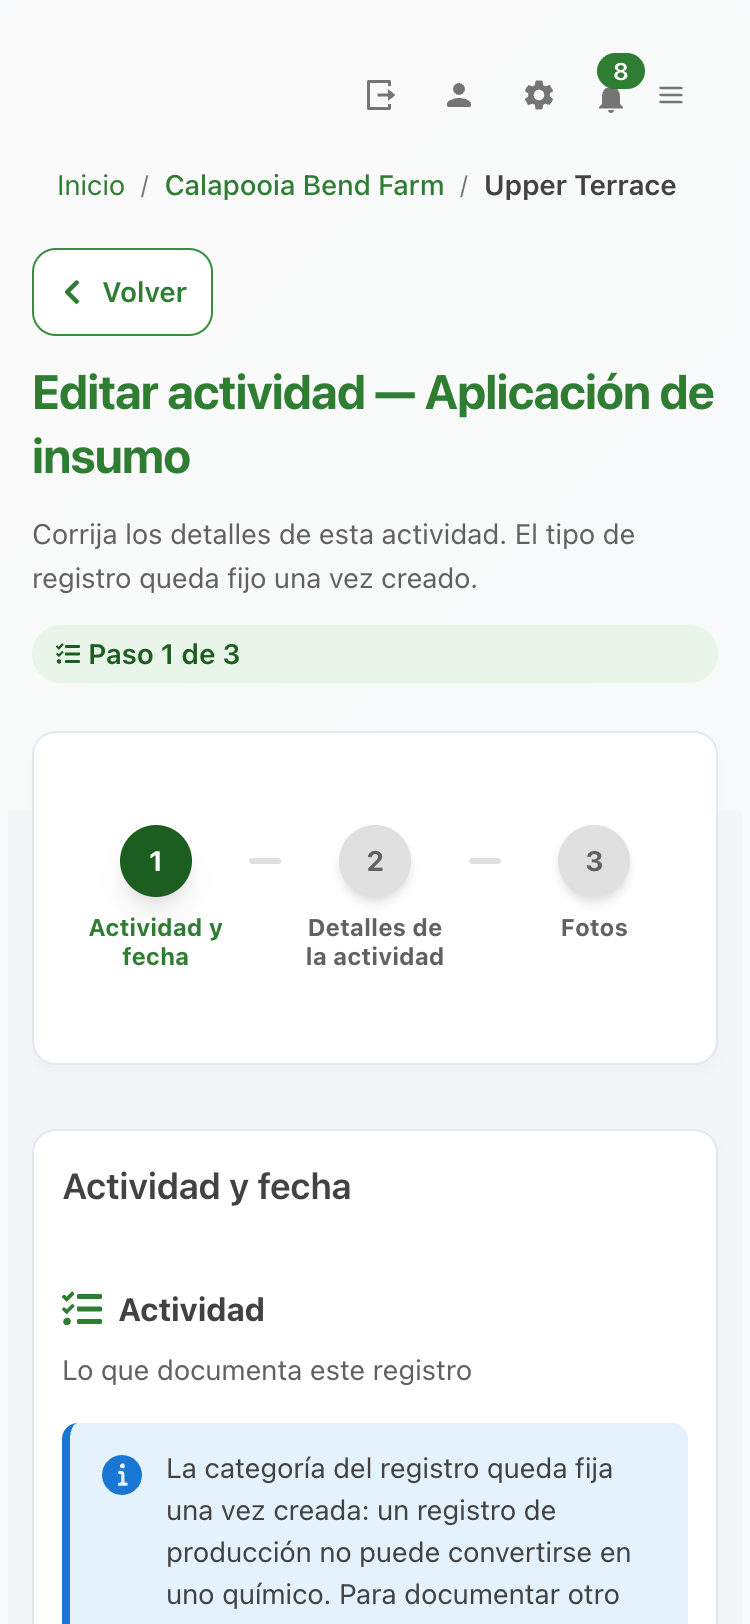 8
Inicio / Calapooia Bend Farm / Upper Terrace
Volver
Editar actividad — Aplicación de
insumo
Corrija los detalles de esta actividad. El tipo de
registro queda fijo una vez creado.
Paso 1 de 3
1
2
3
Actividad y
fecha
Detalles de
la actividad
Fotos
Actividad y fecha
Actividad
Lo que documenta este registro
La categoría del registro queda fija
una vez creada: un registro de
producción no puede convertirse en
uno químico. Para documentar otro